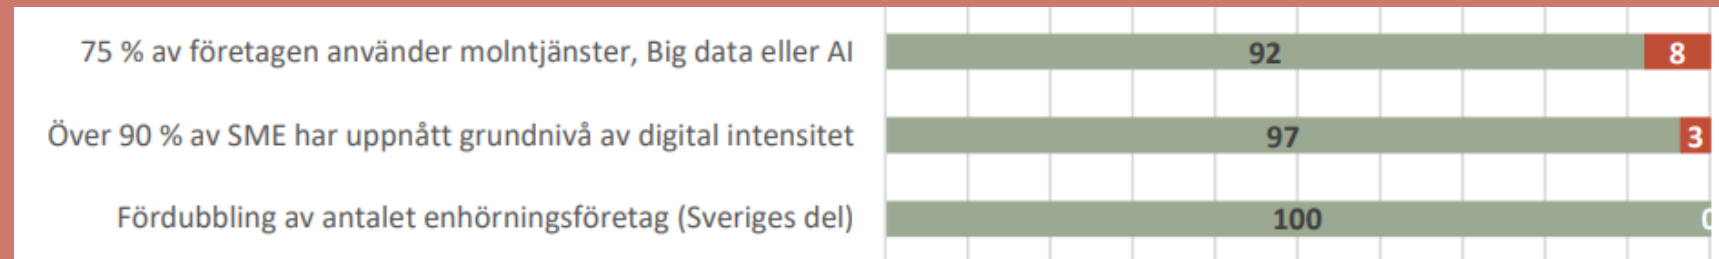 75 % av företagen använder molntjänster, Big data eller AI 92 8
Över 90 % av SME har uppnått grundnivå av digital intensitet 97 3
Fördubbling av antalet enhörningsföretag (Sveriges del) 100 0